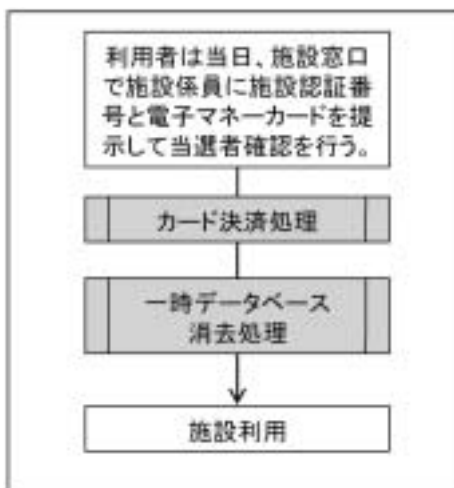 利用者は当日、施設窓口
で施設係員に施設認証番
号と電子マネーカードを提
示して当選者確認を行う。
カード決済処理
一時データベース
消去処理
施設利用